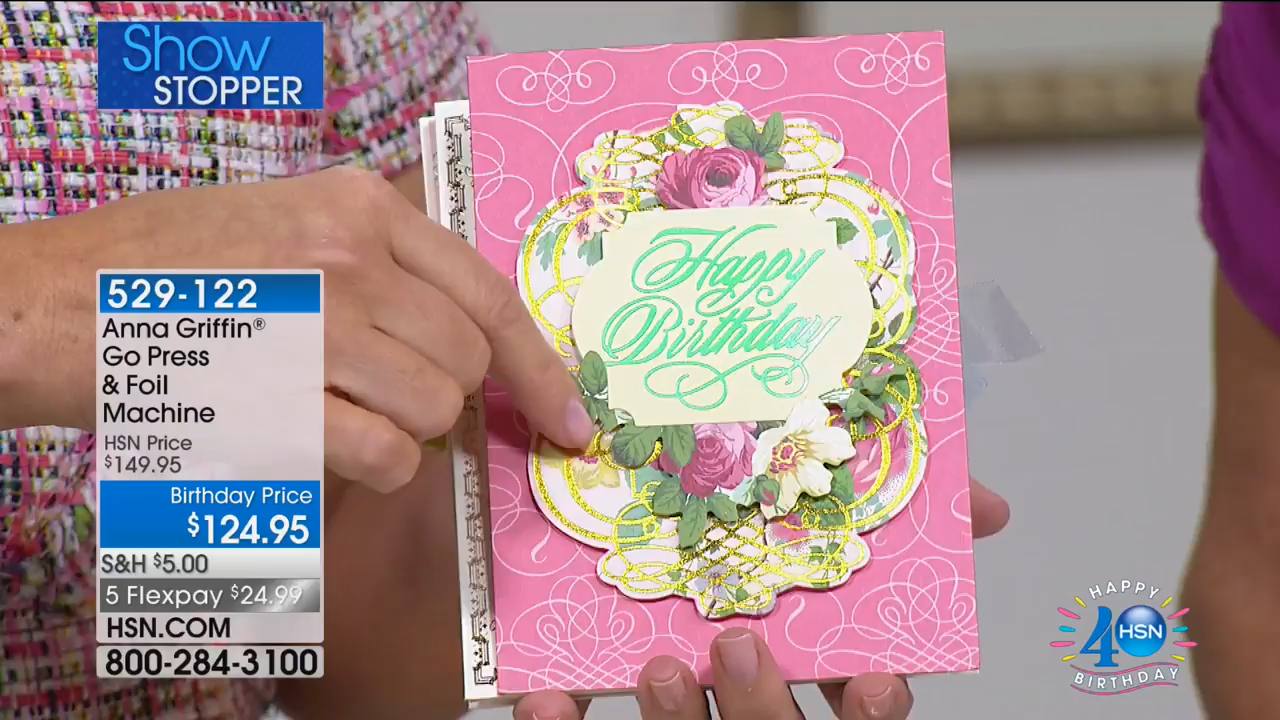 Show
STOPPER
529-122
Anna Griffin®
Go Press
& Foil
Machine
HSN Price
$149.95
Birthday Price
$124.95
S&H $5.00
5 Flexpay $24.99
HSN.COM
800-284-3100
Happy
Birthday
HAPPY
40 HSN
BIRTHDAY